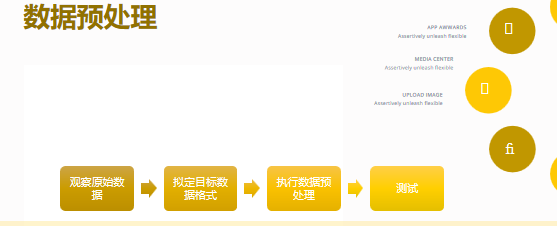 数据预处理
APP AWWARDS
Assertively unleash flexible
MEDIA CENTER
Assertively unleash flexible
UPLOAD IMAGE
Assertively unleash flexible
fi
观察原始数
据
拟定目标数
据格式
执行数据预
处理
测试